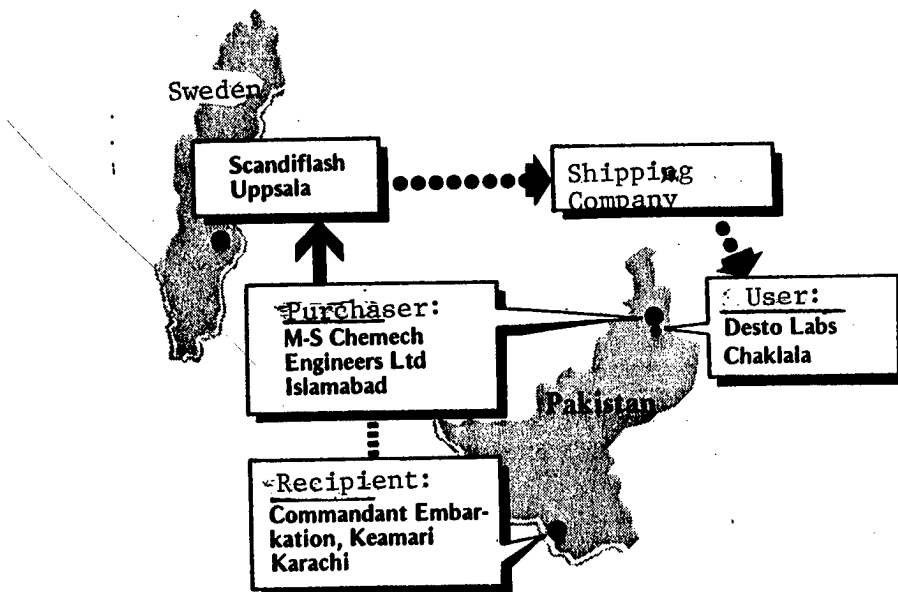 Sweden
Scandiflash
Uppsala
Shipping
Company
Purchaser:
M-S Chemech
Engineers Ltd
Islamabad
User:
Desto Labs
Chaklala
Pakistan
Recipient:
Commandant Embar-
kation, Keamari
Karachi